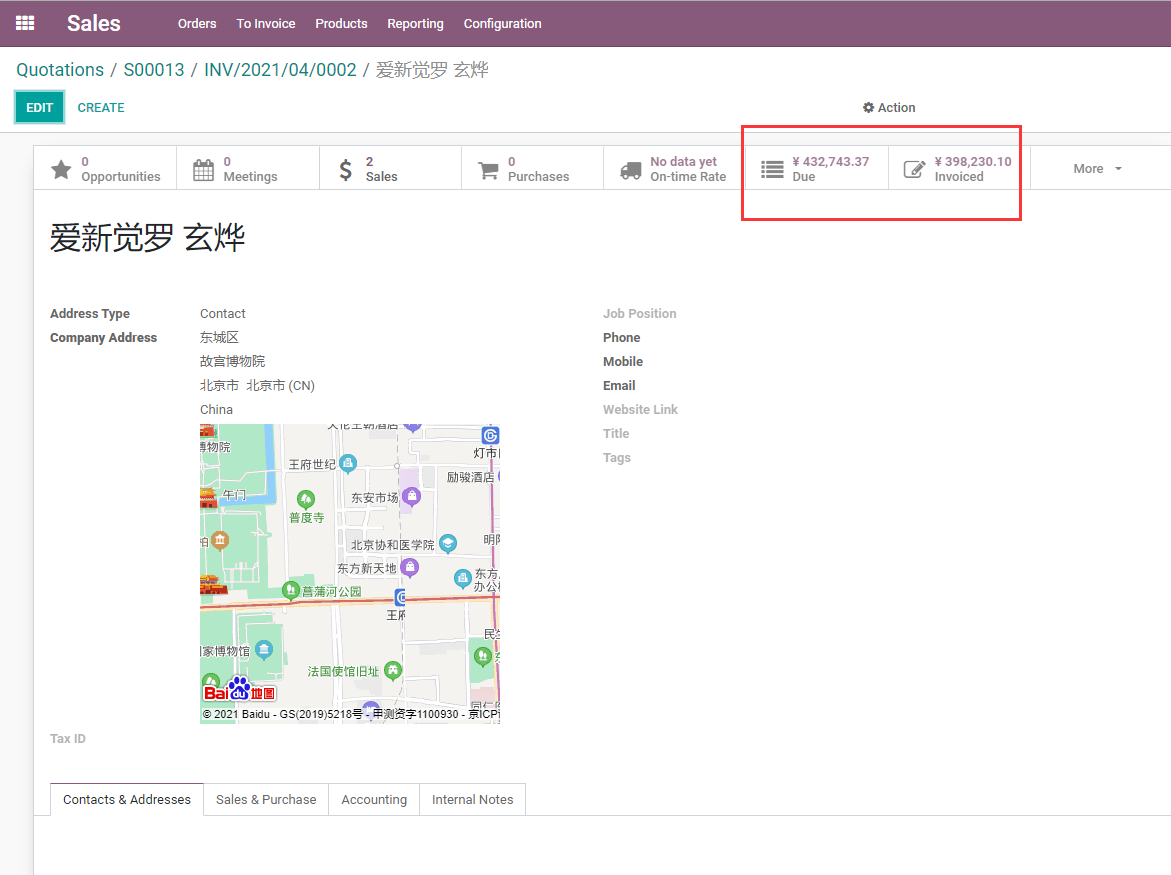 Sales Orders To Invoice Products Reporting Configuration
Quotations / S00013 / INV/2021/04/0002 / 爱新觉罗 玄烨
EDIT CREATE Action
0 Opportunities
0 Meetings
2 Sales
0 Purchases
No data yet On-time Rate
¥ 432,743.37 Due
¥ 398,230.10 Invoiced
More
爱新觉罗 玄烨
Address Type Contact
Company Address 东城区
故宫博物院
北京市 北京市 (CN)
China
Job Position
Phone
Mobile
Email
Website Link
Title
Tags
博物院
灯市
王府世纪
励骏酒店
午门
东安市场
普度寺
北京协和医学院
东方新天地
东方
办公
菖蒲河公园
王府
家博物馆
法国使馆旧址
Bai du 地图
© 2021 Baidu - GS(2019)5218号 - 甲测资字1100930 - 京ICP
Tax ID
Contacts & Addresses Sales & Purchase Accounting Internal Notes